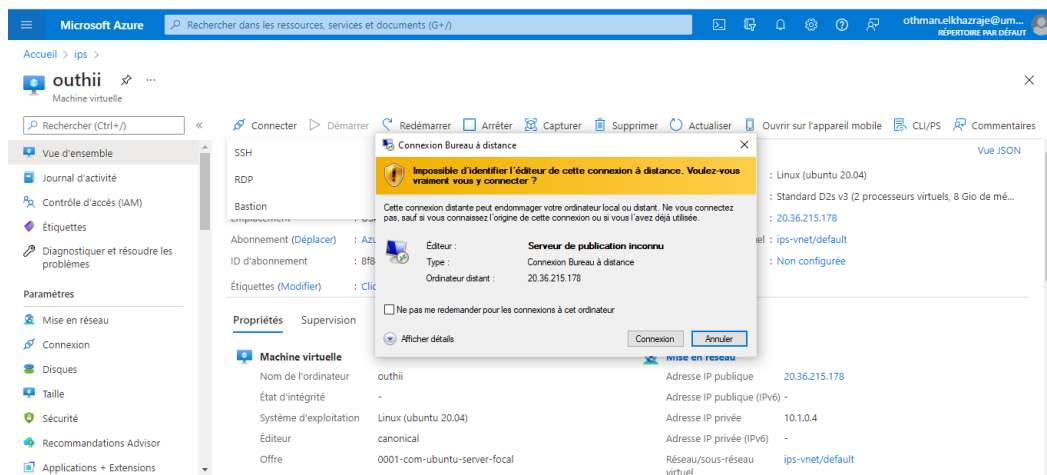 Microsoft Azure
Rechercher dans les ressources, services et documents (G+/)
othman.elkhazraje@um...
RÉPERTOIRE PAR DÉFAUT
Accueil > ips >
outhii
Machine virtuelle
Rechercher (Ctrl+/)
Connecter Démarrer Redémarrer Arrêter Capturer Supprimer Actualiser Ouvrir sur l'appareil mobile CLI/PS Commentaires
Vue d'ensemble
Journal d'activité
Contrôle d'accès (IAM)
Étiquettes
Diagnostiquer et résoudre les
problèmes
Paramètres
Mise en réseau
Connexion
Disques
Taille
Sécurité
Recommandations Advisor
Applications + Extensions
SSH
RDP
Bastion
Vue JSON
Abonnement (Déplacer) : Azu
ID d'abonnement : 8f8
Étiquettes (Modifier) : Clic
: Linux (ubuntu 20.04)
: Standard D2s v3 (2 processeurs virtuels, 8 Gio de mé...
: 20.36.215.178
el : ips-vnet/default
: Non configurée
Connexion Bureau à distance
Impossible d'identifier l'éditeur de cette connexion à distance. Voulez-vous
vraiment vous y connecter ?
Cette connexion distante peut endommager votre ordinateur local ou distant. Ne vous connectez
pas, sauf si vous connaissez l'origine de cette connexion ou si vous l'avez déjà utilisée.
Éditeur : Serveur de publication inconnu
Type : Connexion Bureau à distance
Ordinateur distant : 20.36.215.178
Ne pas me redemander pour les connexions à cet ordinateur
Afficher détails
Connexion Annuler
Propriétés Supervision
Machine virtuelle
Nom de l'ordinateur outhii
État d'intégrité -
Système d'exploitation Linux (ubuntu 20.04)
Éditeur canonical
Offre 0001-com-ubuntu-server-focal
Mise en réseau
Adresse IP publique 20.36.215.178
Adresse IP publique (IPv6) -
Adresse IP privée 10.1.0.4
Adresse IP privée (IPv6) -
Réseau/sous-réseau ips-vnet/default
virtuel